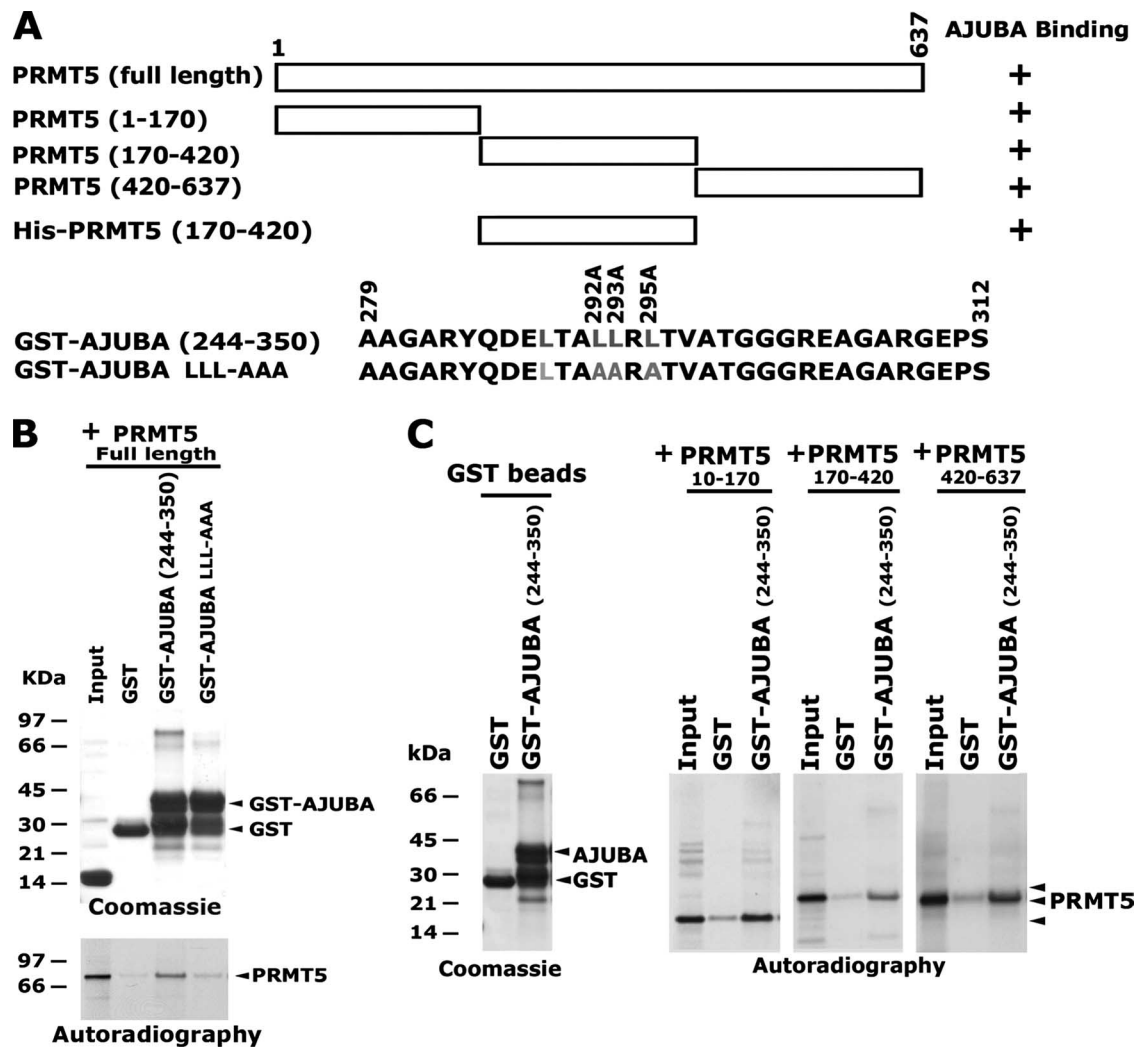 A
1
637
AJUBA Binding
PRMT5 (full length)
+
PRMT5 (1-170)
+
PRMT5 (170-420)
+
PRMT5 (420-637)
+
His-PRMT5 (170-420)
+
279
292A
293A
295A
312
GST-AJUBA (244-350)
AAGARYQDELTALLRLTVATGGGREAGARGEPS
GST-AJUBA LLL-AAA
AAGARYQDELTAAARATVATGGGREAGARGEPS
B
+ PRMT5
Full length
KDa
Input
GST
GST-AJUBA (244-350)
GST-AJUBA LLL-AAA
97
66
45
30
21
14
GST-AJUBA
GST
Coomassie
97
66
PRMT5
Autoradiography
C
GST beads
kDa
GST
GST-AJUBA (244-350)
66
45
30
21
14
AJUBA
GST
Coomassie
+ PRMT5
10-170
Input
GST
GST-AJUBA (244-350)
+ PRMT5
170-420
Input
GST
GST-AJUBA (244-350)
+ PRMT5
420-637
Input
GST
GST-AJUBA (244-350)
PRMT5
Autoradiography